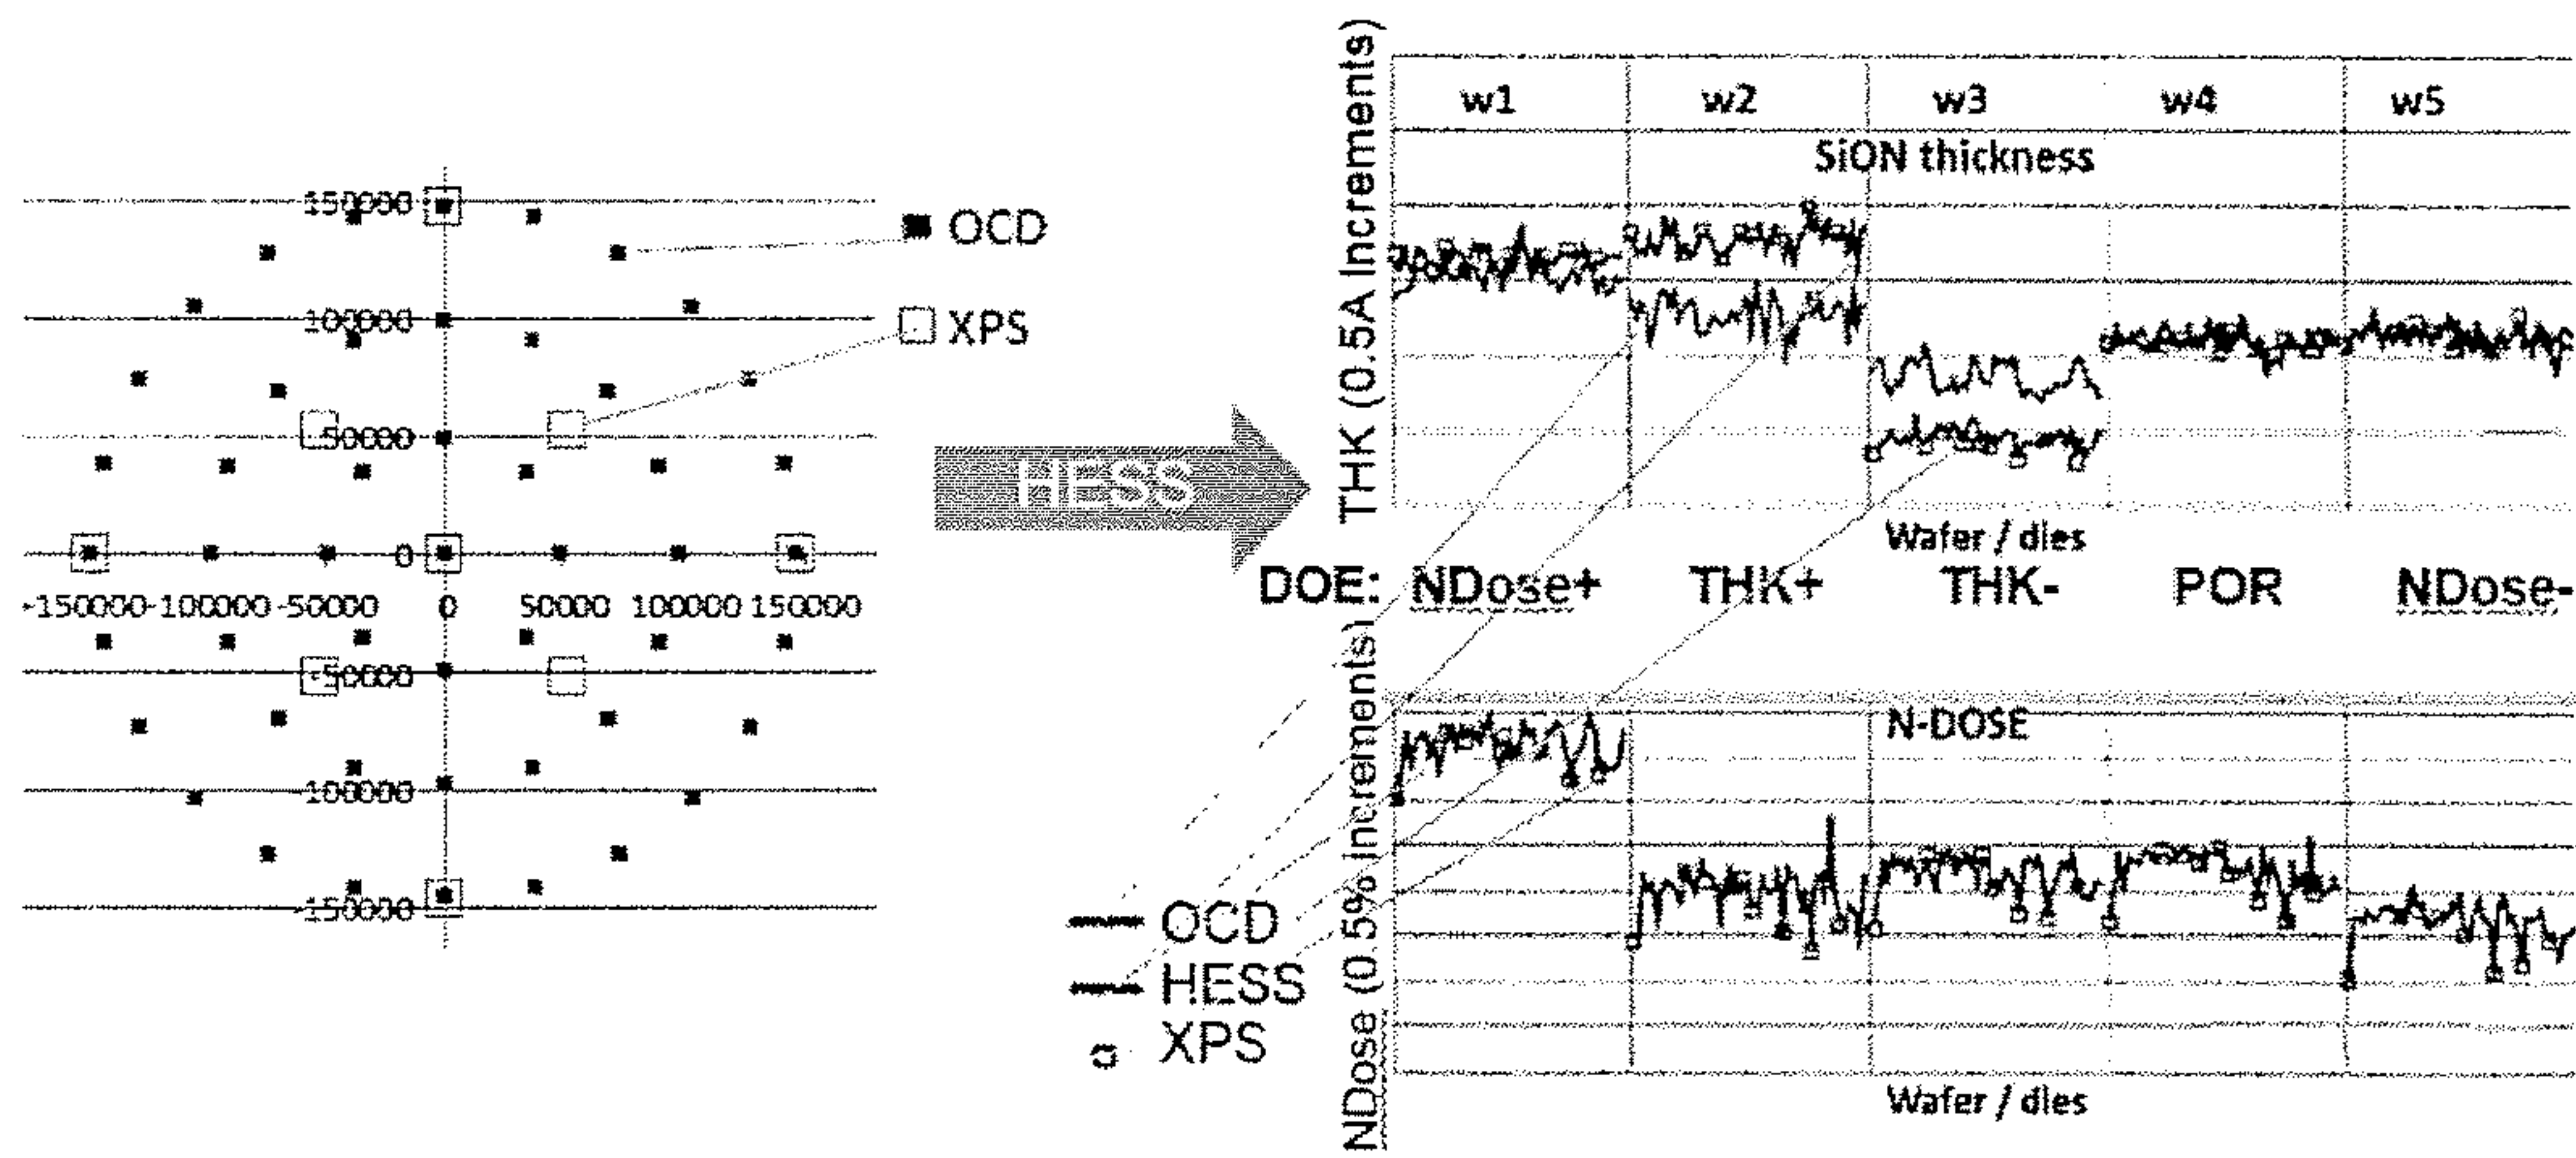 150000
100000
50000
0
-150000 -100000 -50000 0 50000 100000 150000
-50000
-100000
-150000
OCD
XPS
HESS
THK (0.5A Increments)
w1 w2 w3 w4 w5
SiON thickness
Wafer / dies
DOE: NDose+ THK+ THK- POR NDose-
NDose (0.5% Increments)
N-DOSE
OCD
HESS
XPS
Wafer / dies